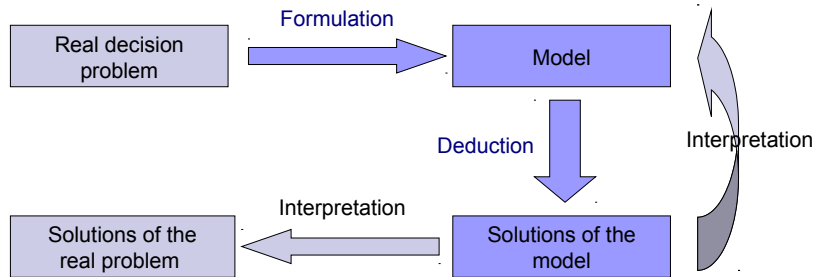 Formulation
Real decision
problem
Model
Deduction
Interpretation
Interpretation
Solutions of the
real problem
Solutions of the
model